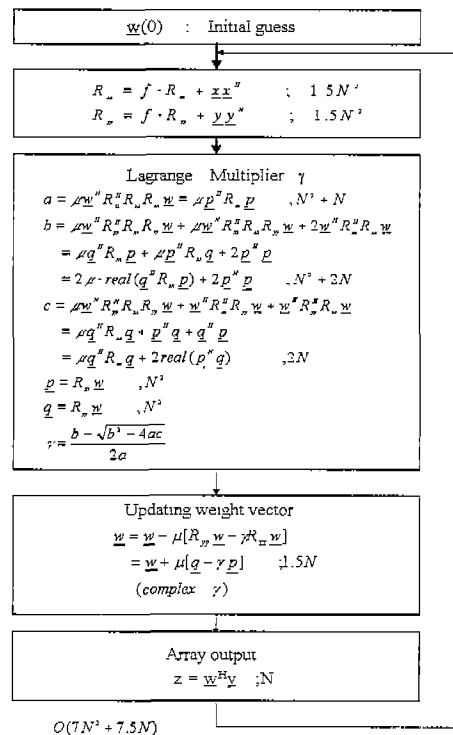 w(0) : Initial guess
R_xx = f · R_xx + x x^H ; 1 5N²
R_yy = f · R_yy + y y^H ; 1.5N²
Lagrange Multiplier γ
a = μw^H R_xx^H R_xx R_xx w = μp^H R_xx p , N² + N
b = μw^H R_yy^H R_xx R_xx w + μw^H R_xx^H R_xx R_yy w + 2w^H R_xx^H R_xx w
= μq^H R_xx p + μp^H R_xx q + 2p^H p
= 2μ · real(q^H R_xx p) + 2p^H p , N² + 2N
c = μw^H R_yy^H R_xx R_yy w + w^H R_xx^H R_yy w + w^H R_yy^H R_xx w
= μq^H R_xx q + p^H q + q^H p
= μq^H R_xx q + 2real(p^H q) , 2N
p = R_xx w , N²
q = R_yy w , N²
γ = (b − √(b² − 4ac)) / 2a
Updating weight vector
w = w − μ[R_yy w − γR_xx w]
= w + μ[q − γ p] ;1.5N
(complex γ)
Array output
z = w^H y ;N
O(7N² + 7.5N)